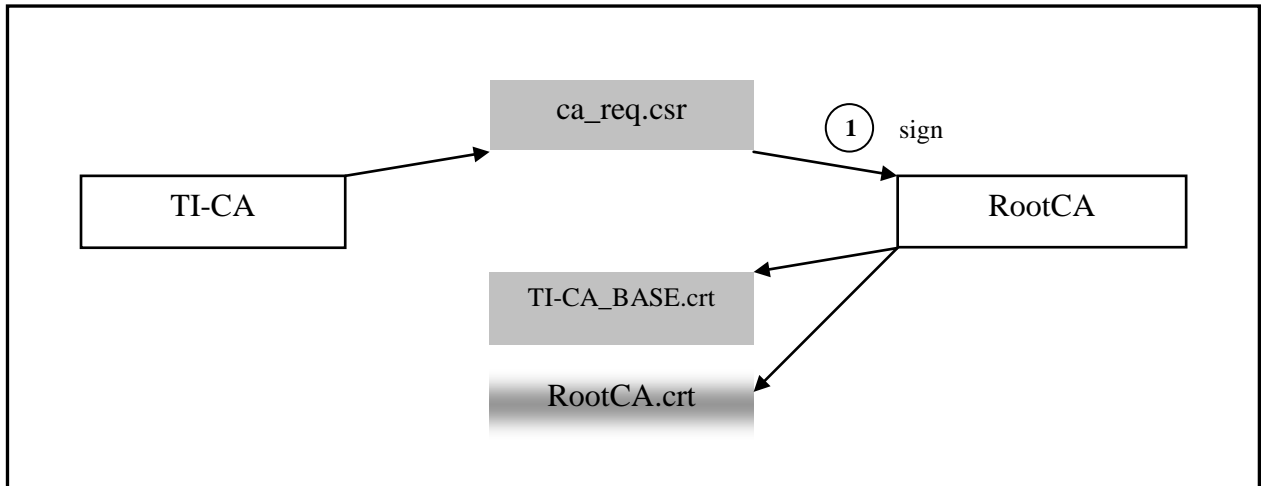 ca_req.csr
1 sign
TI-CA
RootCA
TI-CA_BASE.crt
RootCA.crt